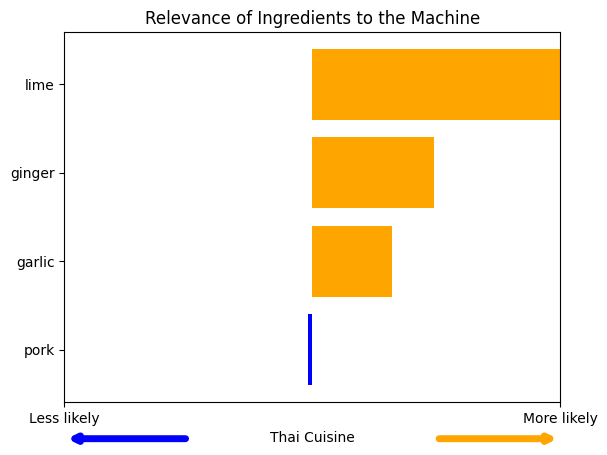 Relevance of Ingredients to the Machine
lime
ginger
garlic
pork
Less likely
More likely
Thai Cuisine